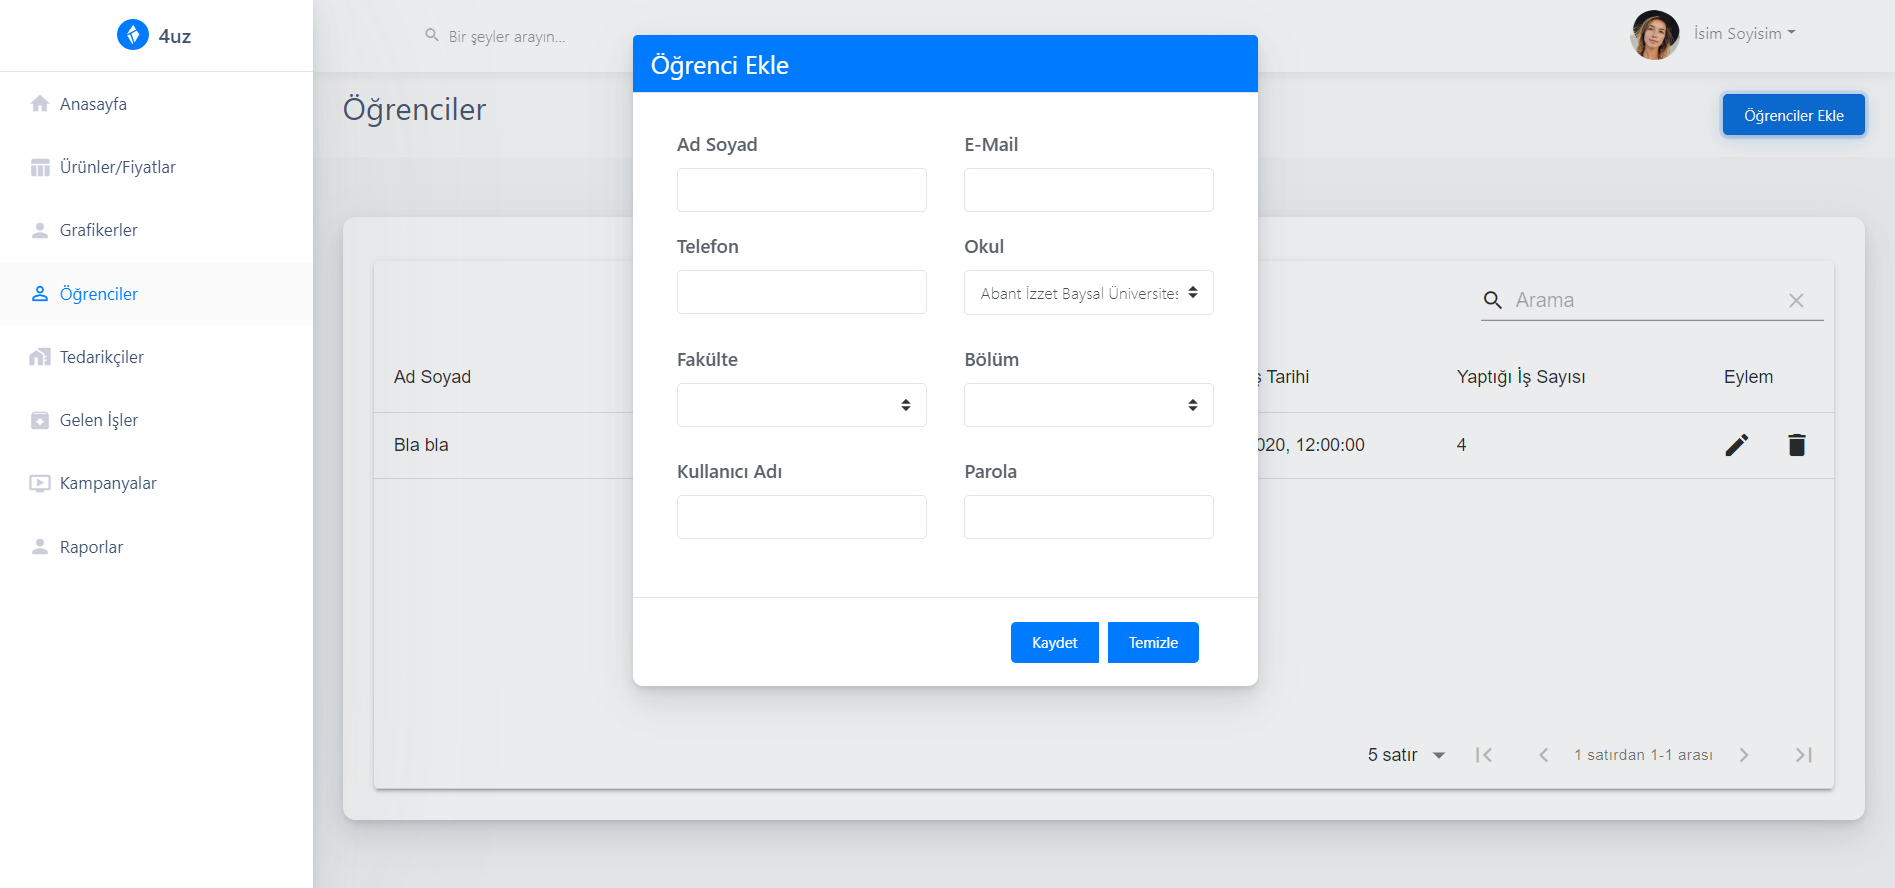 4uz
Bir şeyler arayın...
İsim Soyisim
Anasayfa
Ürünler/Fiyatlar
Grafikerler
Öğrenciler
Tedarikçiler
Gelen İşler
Kampanyalar
Raporlar
Öğrenciler
Öğrenciler Ekle
Öğrenci Ekle
Ad Soyad
E-Mail
Telefon
Okul
Abant İzzet Baysal Üniversites
Fakülte
Bölüm
Kullanıcı Adı
Parola
Kaydet
Temizle
Arama
Ad Soyad
Tarihi
Yaptığı İş Sayısı
Eylem
Bla bla
020, 12:00:00
4
5 satır
1 satırdan 1-1 arası